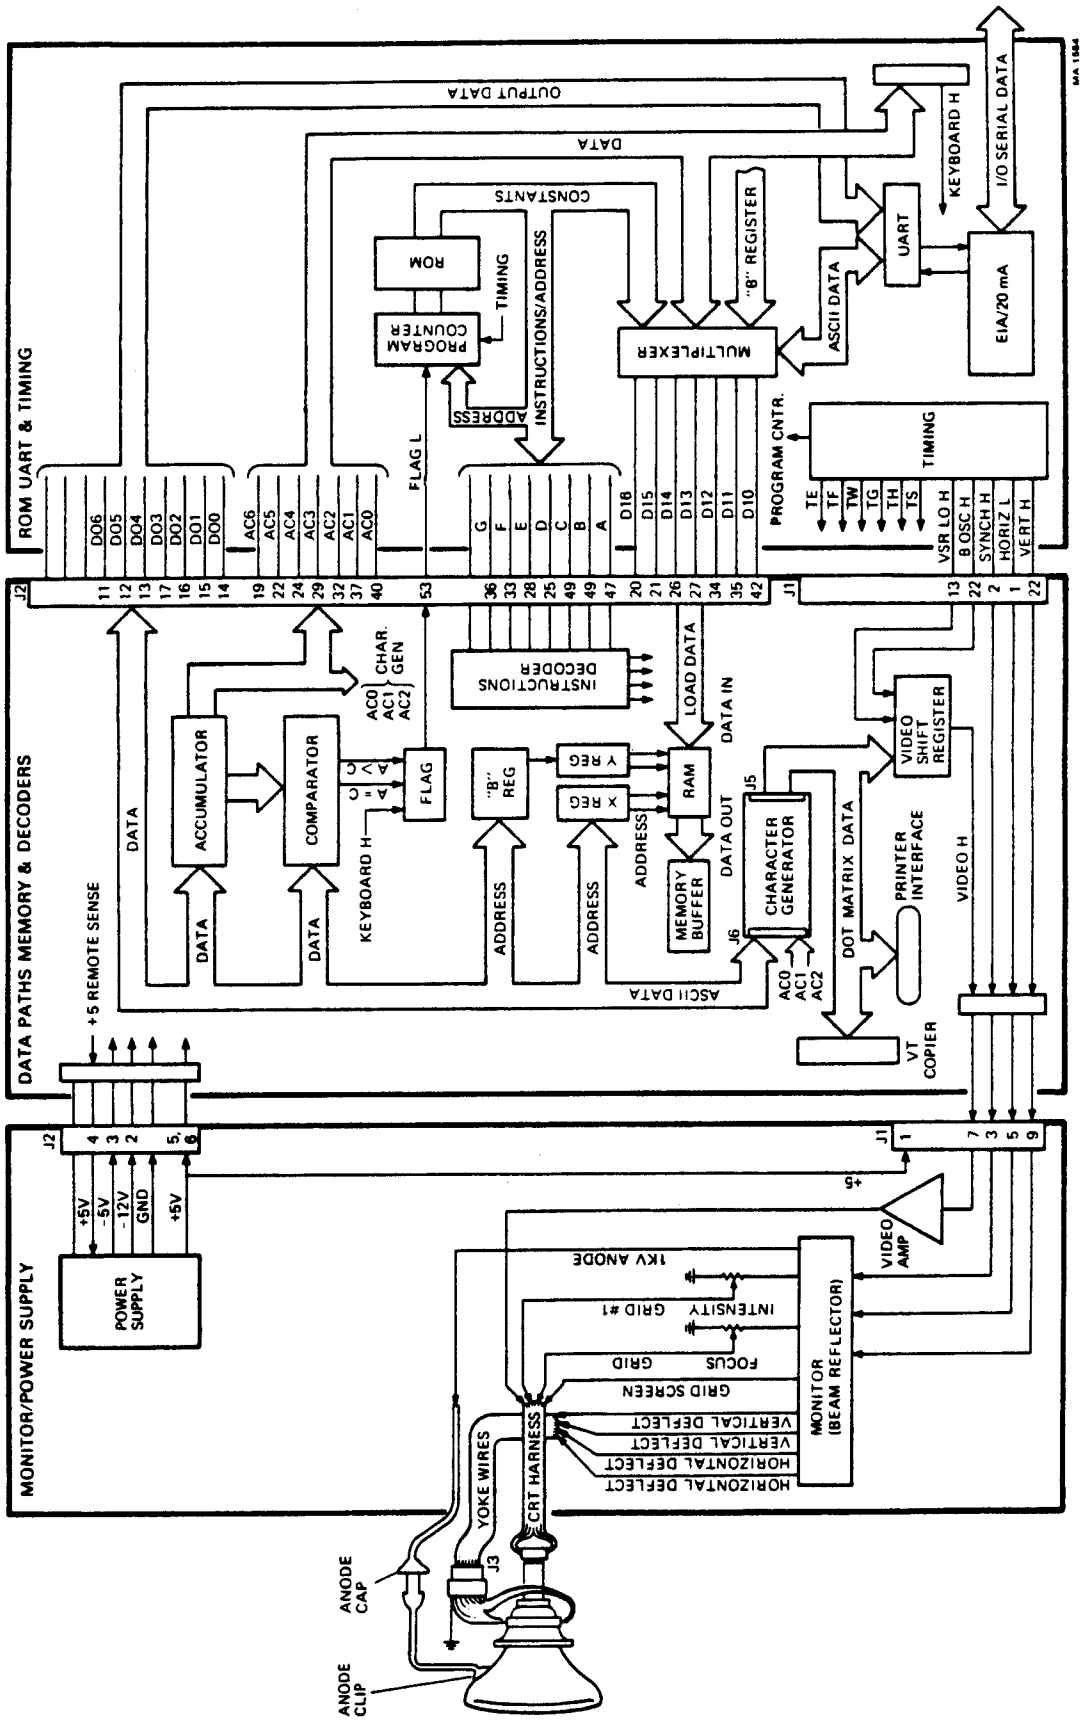 MONITOR/POWER SUPPLY
POWER
SUPPLY
+5V
-5V
-12V
GND
+5V
J2
4
3
2
5,
6
ANODE
CLIP
ANODE
CAP
J3
YOKE WIRES
CRT HARNESS
1KV ANODE
GRID #1
INTENSITY
GRID
FOCUS
GRID SCREEN
VERTICAL DEFLECT
VERTICAL DEFLECT
HORIZONTAL DEFLECT
HORIZONTAL DEFLECT
MONITOR
(BEAM REFLECTOR)
VIDEO
AMP
+5
J1
1
7
3
5
9
DATA PATHS MEMORY & DECODERS
+5 REMOTE SENSE
DATA
DATA
ACCUMULATOR
DATA
COMPARATOR
A = C
A > C
KEYBOARD H
FLAG
AC0
AC1
AC2
CHAR.
GEN
ADDRESS
"B"
REG
ADDRESS
X REG
Y REG
ADDRESS
RAM
MEMORY
BUFFER
LOAD DATA
DATA IN
DATA OUT
INSTRUCTIONS
DECODER
ASCII DATA
J6
CHARACTER
GENERATOR
J5
AC0
AC1
AC2
DOT MATRIX DATA
VT
COPIER
PRINTER
INTERFACE
VIDEO
SHIFT
REGISTER
VIDEO H
J2
11
12
13
17
16
15
14
19
22
24
29
32
37
40
53
36
33
28
25
49
49
47
20
21
26
27
34
35
42
J1
13
22
2
1
22
ROM UART & TIMING
DO6
DO5
DO4
DO3
DO2
DO1
DO0
AC6
AC5
AC4
AC3
AC2
AC1
AC0
FLAG L
G
F
E
D
C
B
A
D16
D15
D14
D13
D12
D11
D10
OUTPUT DATA
DATA
CONSTANTS
ROM
PROGRAM
COUNTER
TIMING
ADDRESS
INSTRUCTIONS/ADDRESS
MULTIPLEXER
"B" REGISTER
ASCII DATA
UART
KEYBOARD H
EIA/20 mA
I/O SERIAL DATA
PROGRAM CNTR.
TIMING
TE
TF
TW
TG
TH
TS
VSR LO H
B OSC H
SYNCH H
HORIZ L
VERT H
MA 1584